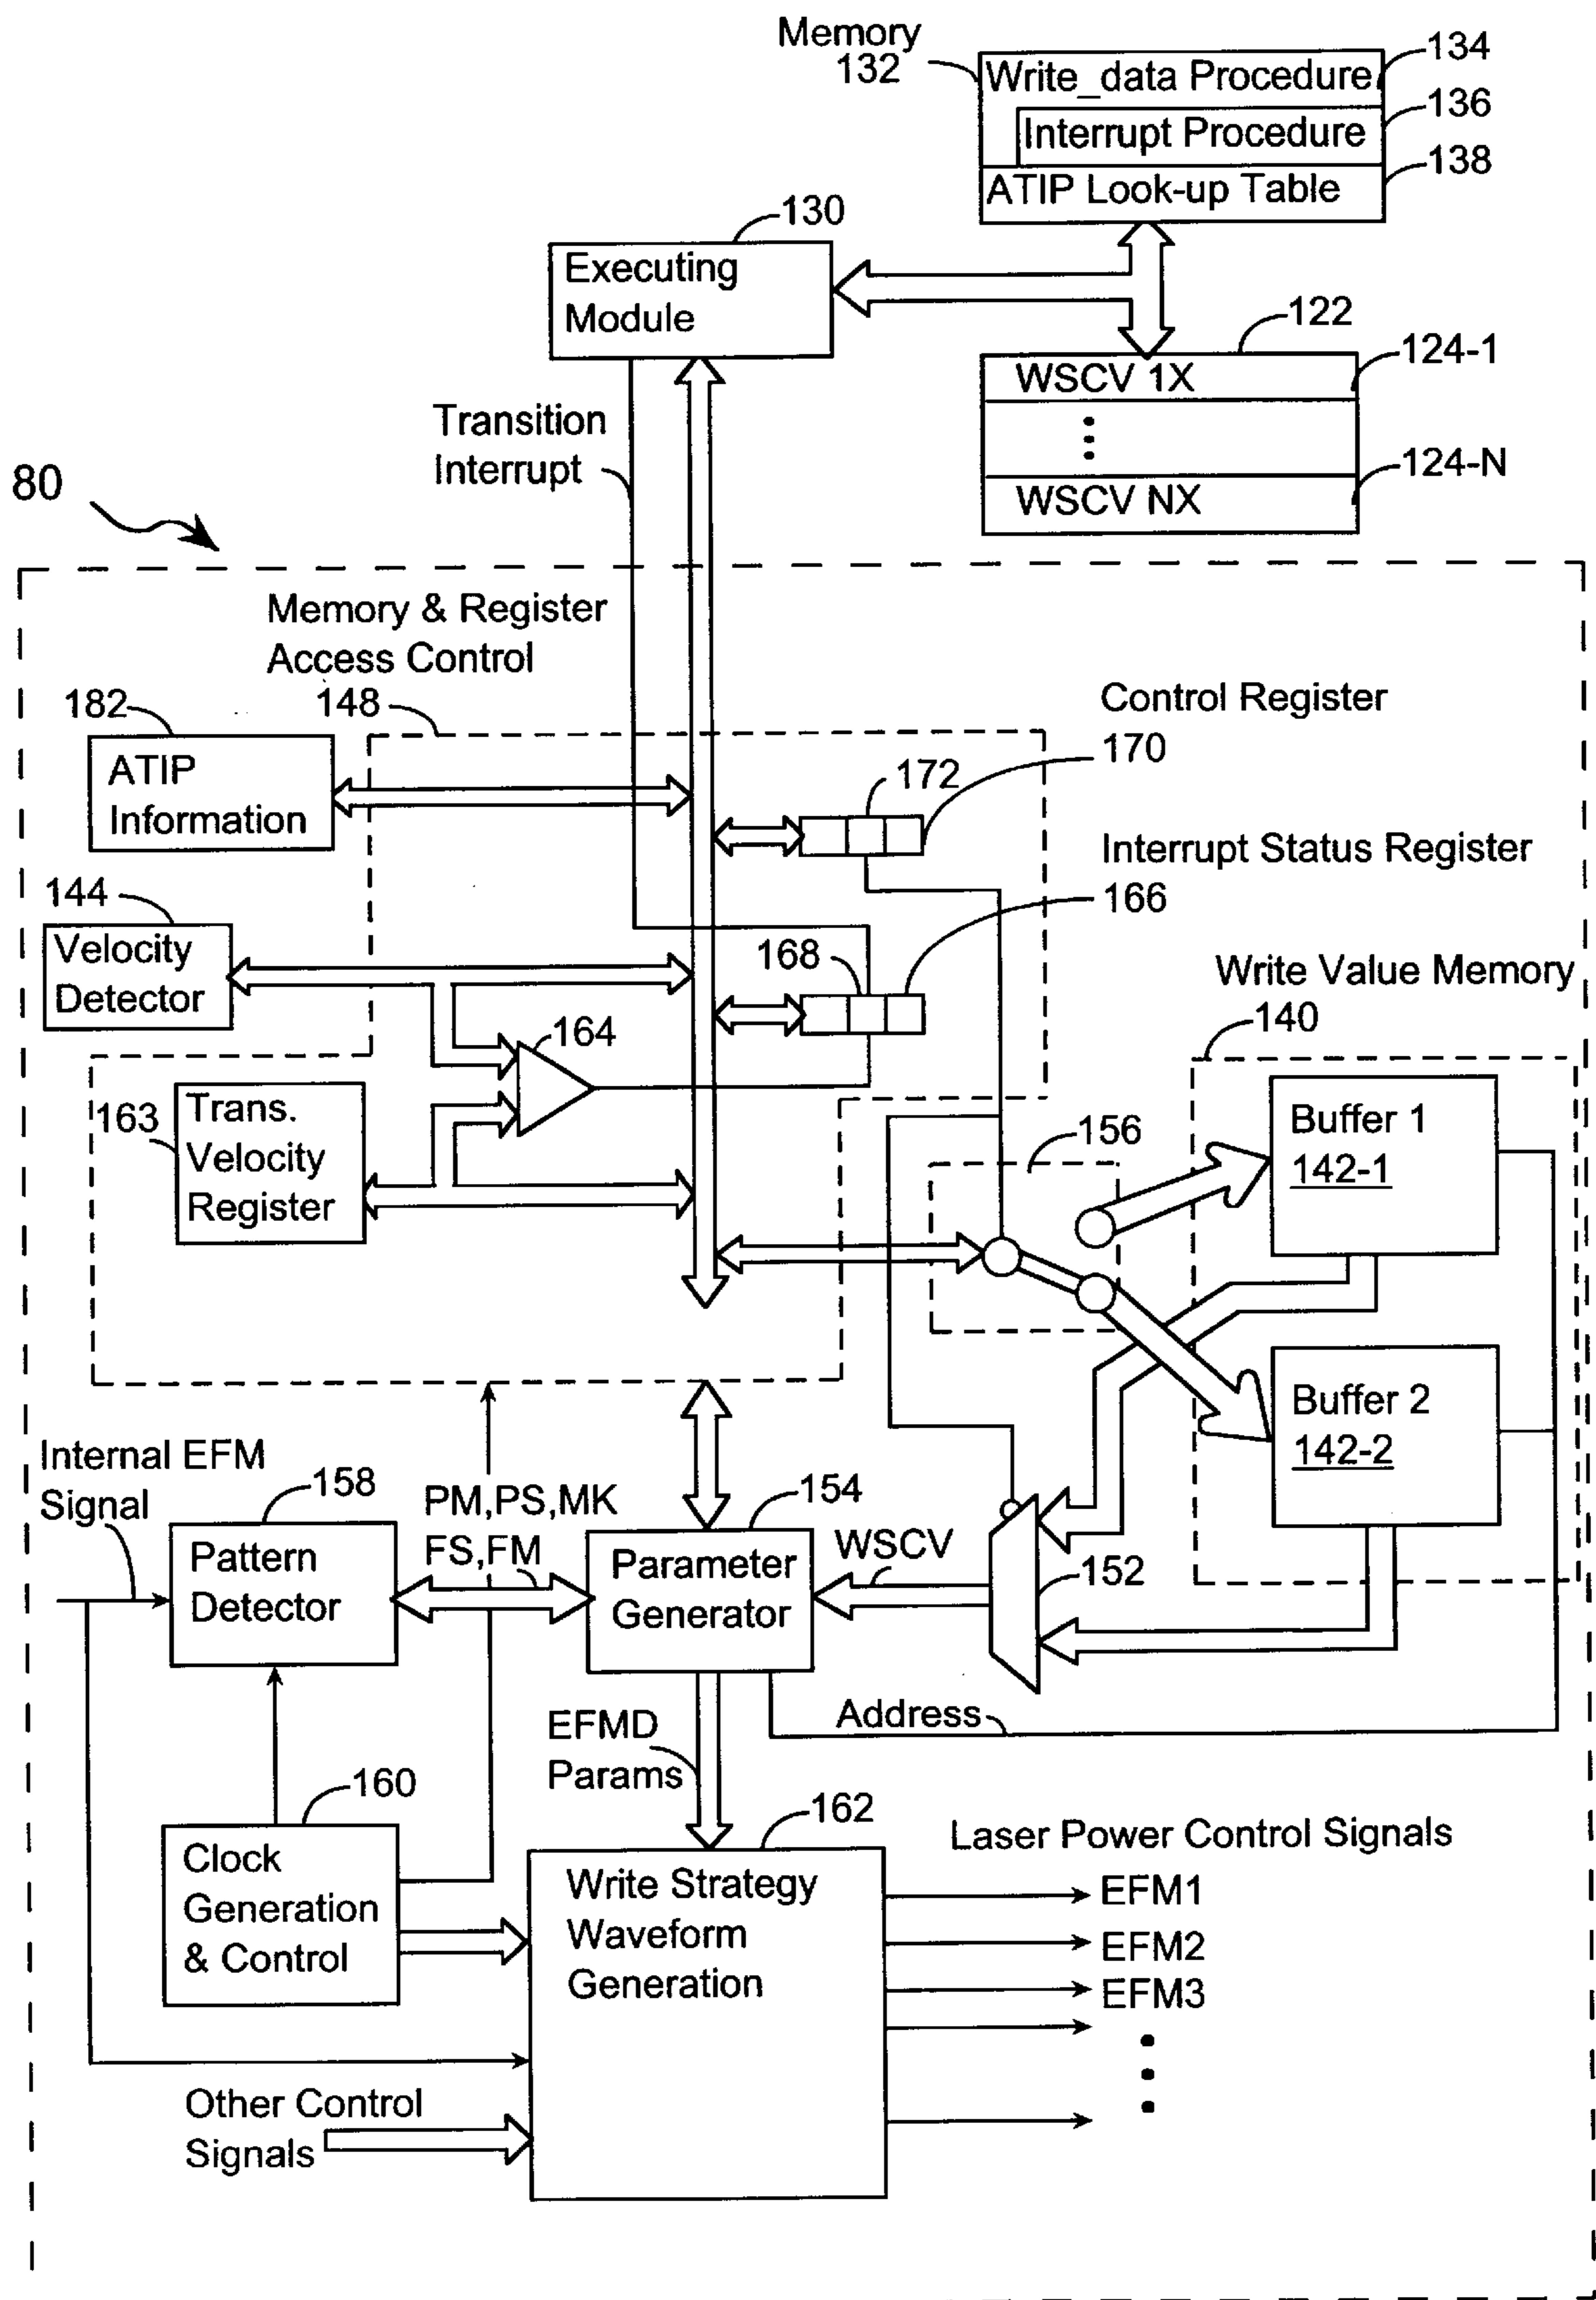 Memory
132
Write_data Procedure
134
Interrupt Procedure
136
ATIP Look-up Table
138
130
Executing
Module
122
WSCV 1X
124-1
WSCV NX
124-N
Transition
Interrupt
80
Memory & Register
Access Control
148
182
ATIP
Information
Control Register
170
172
Interrupt Status Register
166
168
144
Velocity
Detector
164
163
Trans.
Velocity
Register
Write Value Memory
140
156
Buffer 1
142-1
Buffer 2
142-2
Internal EFM
Signal
158
Pattern
Detector
PM,PS,MK
FS,FM
154
Parameter
Generator
WSCV
152
Address
EFMD
Params
160
Clock
Generation
& Control
162
Write Strategy
Waveform
Generation
Laser Power Control Signals
EFM1
EFM2
EFM3
Other Control
Signals